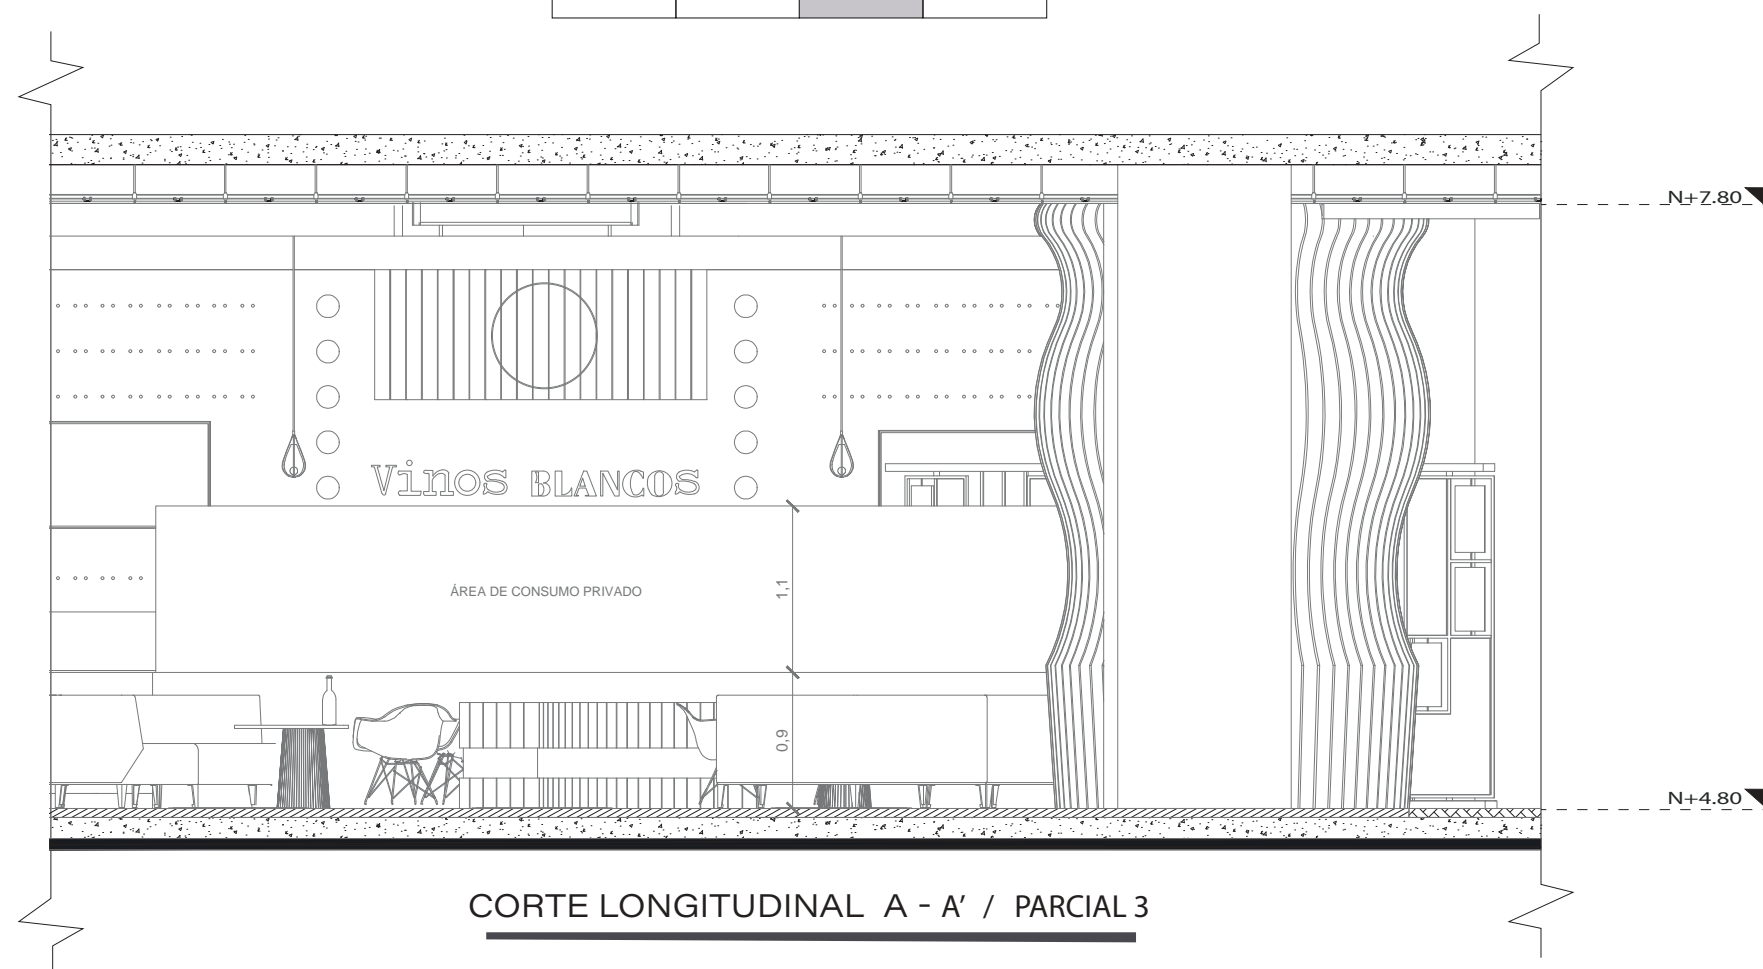 N+7.80
Vinos BLANCOS
ÁREA DE CONSUMO PRIVADO
1,1
0,9
N+4.80
CORTE LONGITUDINAL A - A' / PARCIAL 3